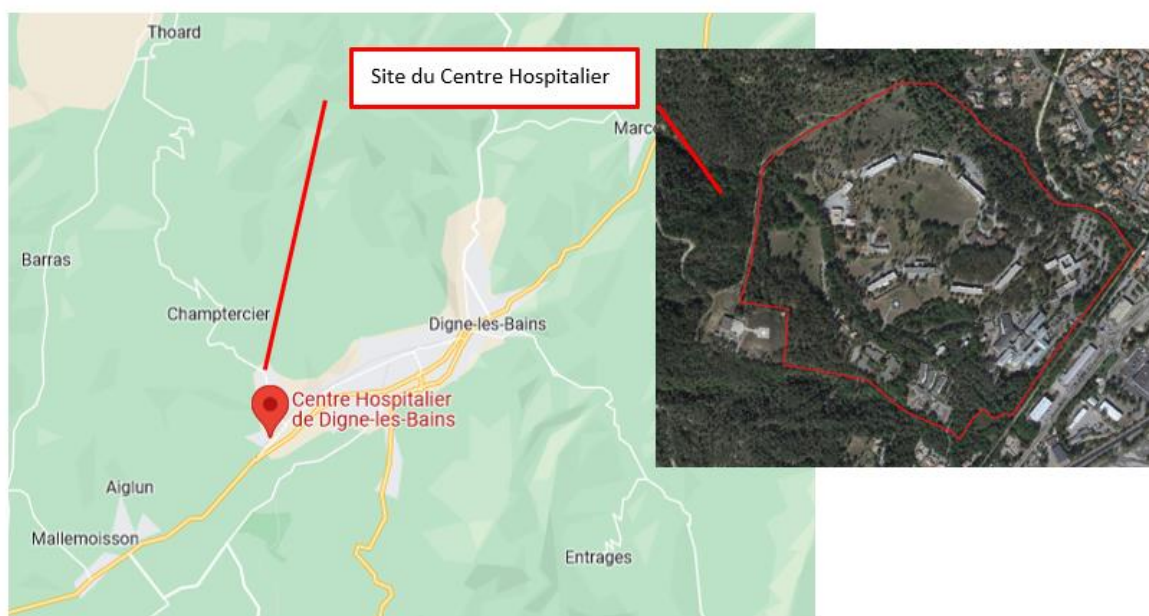 Thoard
Site du Centre Hospitalier
Marco
Barras
Champtercier
Digne-les-Bains
Centre Hospitalier
de Digne-les-Bains
Aiglun
Mallemoisson
Entrages